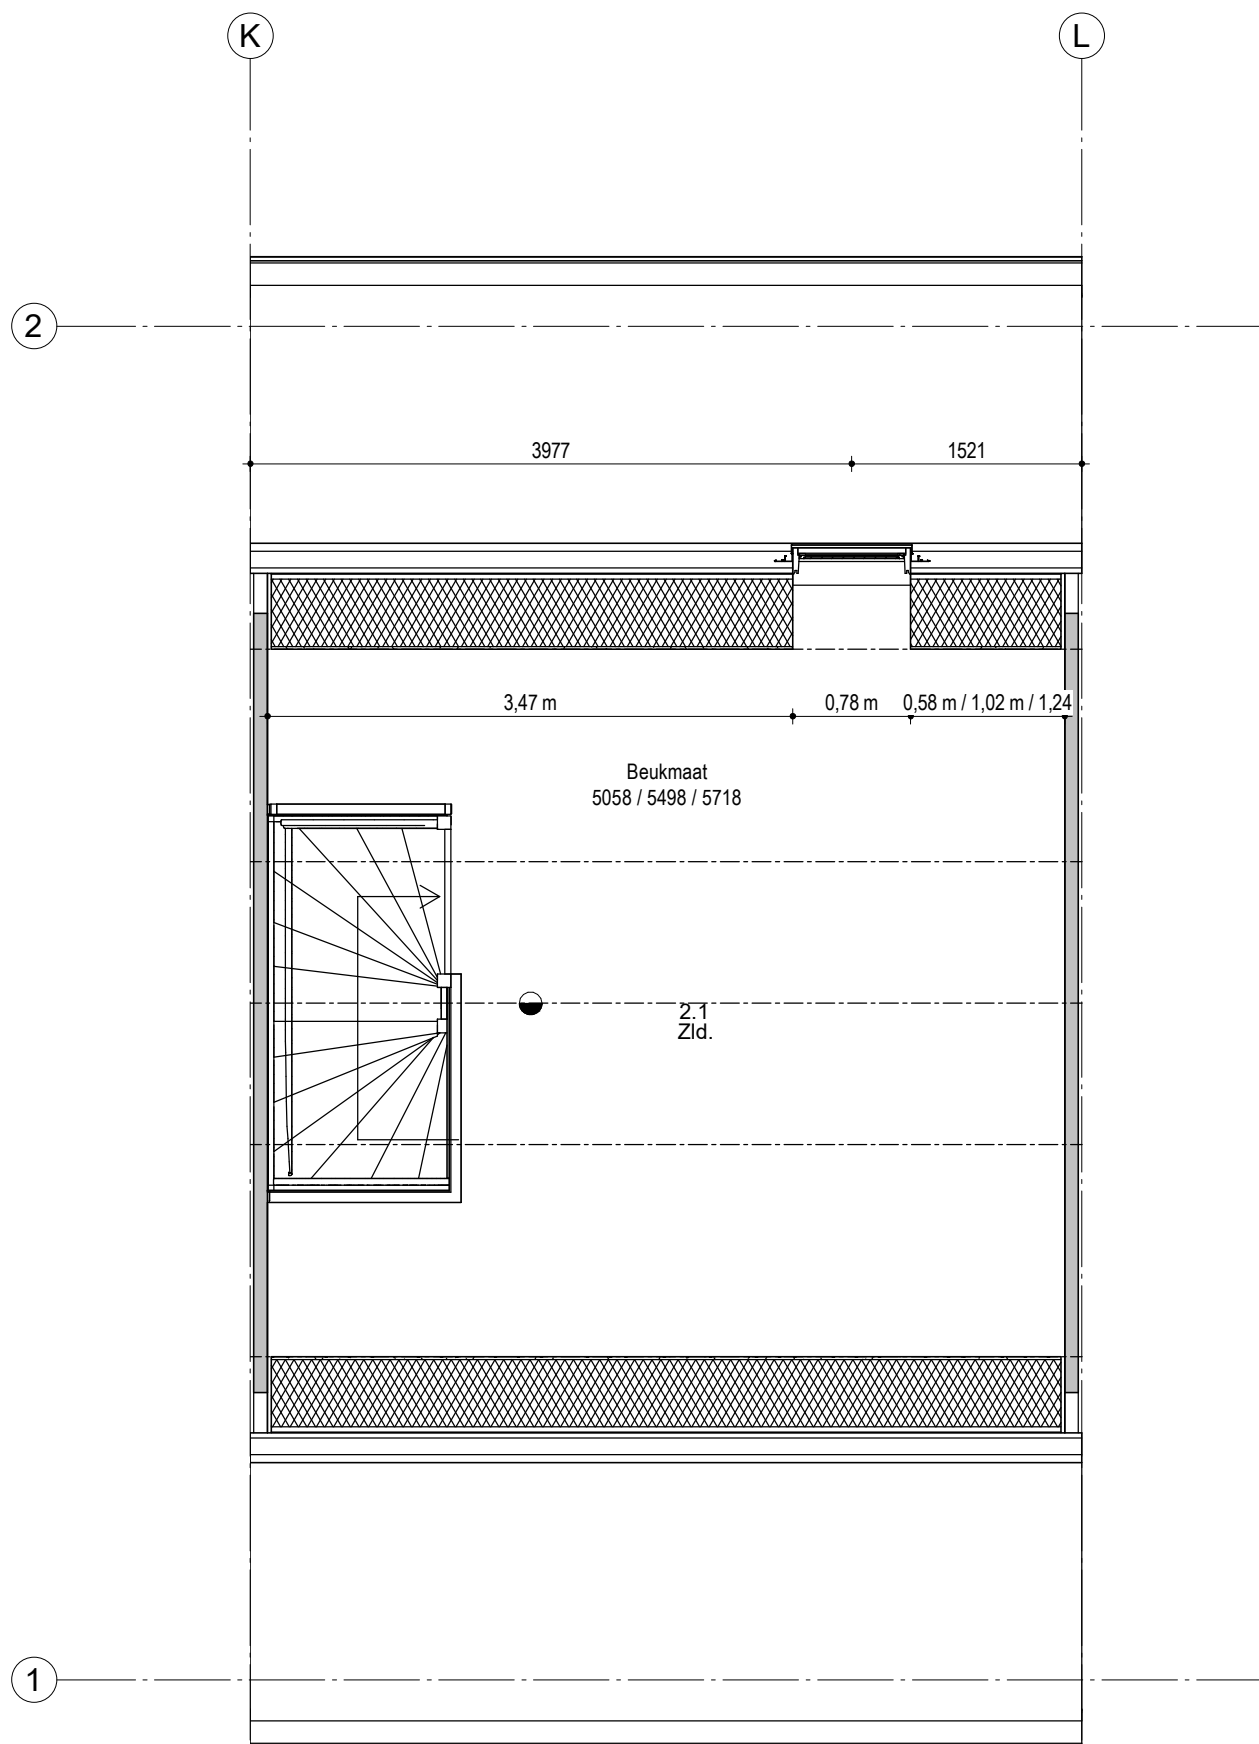 K
L
2
3977
1521
3,47 m
0,78 m
0,58 m / 1,02 m / 1,24
Beukmaat
5058 / 5498 / 5718
2.1
Zld.
1